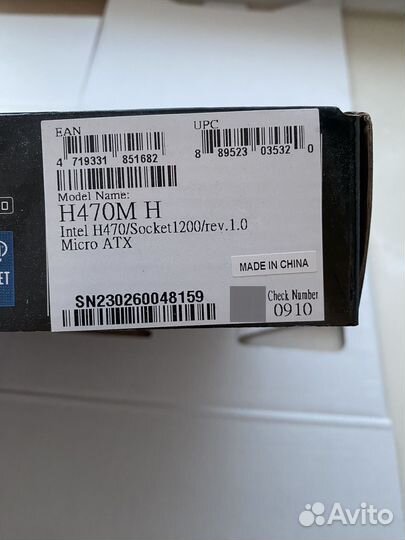 EAN
UPC
4 719331 851682
8 89523 03532 0
Model Name:
H470M H
Intel H470/Socket1200/rev.1.0
Micro ATX
MADE IN CHINA
SN230260048159
Check Number
0910
Avito